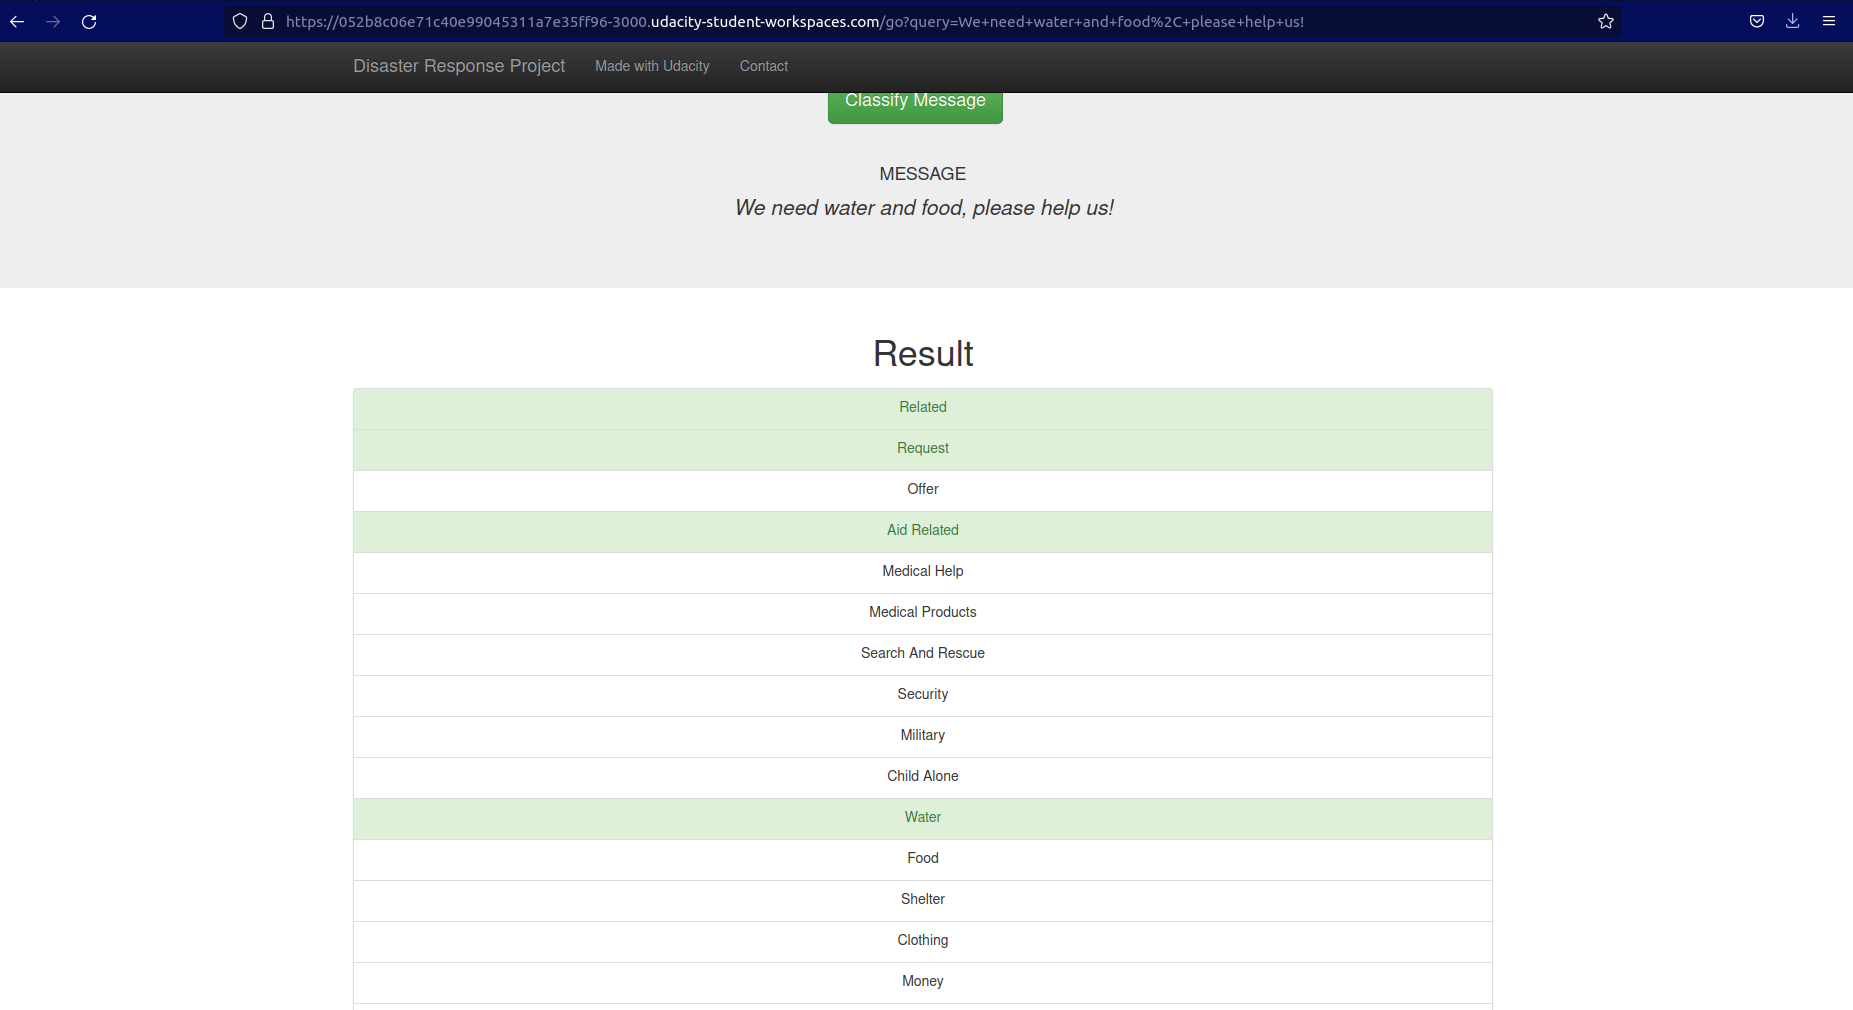 https://052b8c06e71c40e99045311a7e35ff96-3000.udacity-student-workspaces.com/go?query=We+need+water+and+food%2C+please+help+us!
Disaster Response Project Made with Udacity Contact
Classify Message
MESSAGE
We need water and food, please help us!
Result
Related
Request
Offer
Aid Related
Medical Help
Medical Products
Search And Rescue
Security
Military
Child Alone
Water
Food
Shelter
Clothing
Money